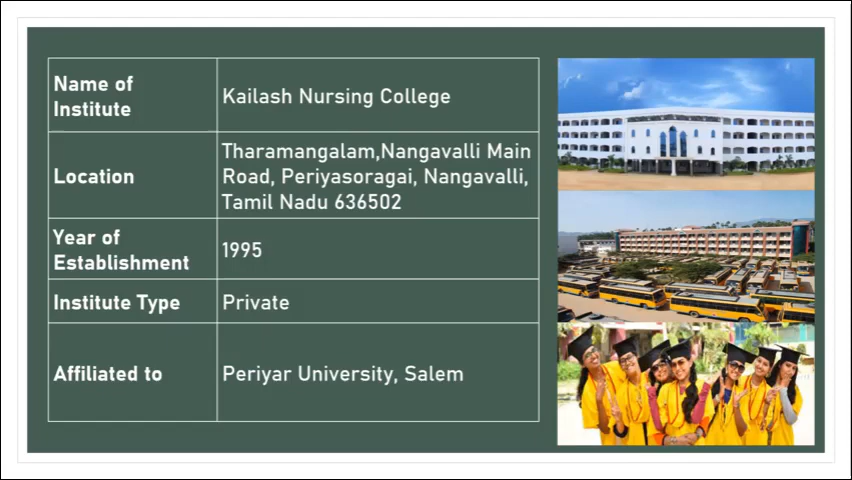 Name of
Institute
Kailash Nursing College
Location
Tharamangalam,Nangavalli Main
Road, Periyasoragai, Nangavalli,
Tamil Nadu 636502
Year of
Establishment
1995
Institute Type
Private
Affiliated to
Periyar University, Salem